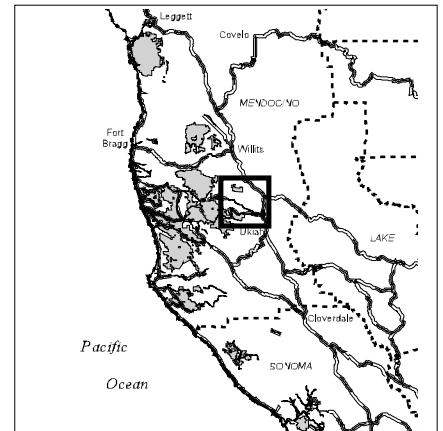 Leggett
Covelo
MENDOCINO
Fort
Bragg
Willits
Ukiah
LAKE
Cloverdale
Pacific
Ocean
SONOMA